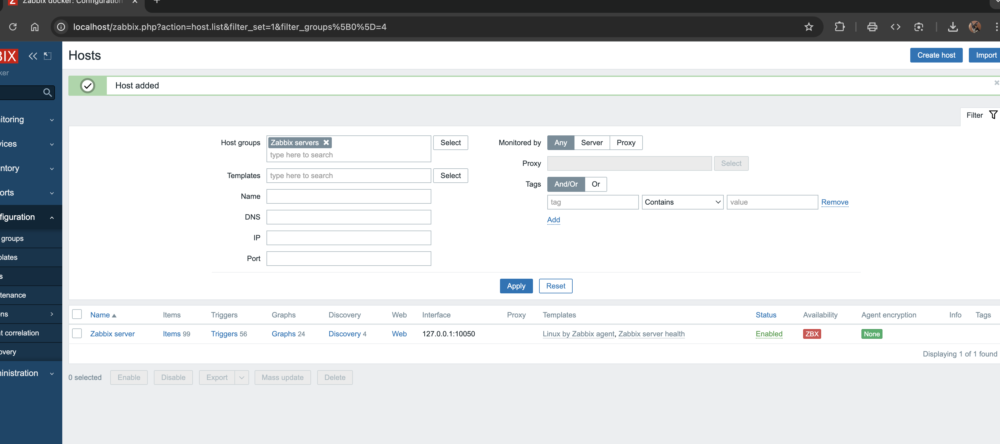 Zabbix docker: Configuration
localhost/zabbix.php?action=host.list&filter_set=1&filter_groups%5B0%5D=4
BIX
ker
itoring
vices
ntory
orts
figuration
groups
plates
s
tenance
ons
t correlation
overy
ministration
Hosts
Create host
Import
Host added
Filter
Host groups
Zabbix servers
type here to search
Select
Templates
type here to search
Select
Name
DNS
IP
Port
Monitored by
Any Server Proxy
Proxy
Select
Tags
And/Or Or
tag Contains value Remove
Add
Apply Reset
Name Items Triggers Graphs Discovery Web Interface Proxy Templates Status Availability Agent encryption Info Tags
Zabbix server Items 99 Triggers 56 Graphs 24 Discovery 4 Web 127.0.0.1:10050 Linux by Zabbix agent, Zabbix server health Enabled ZBX None
Displaying 1 of 1 found
0 selected Enable Disable Export Mass update Delete